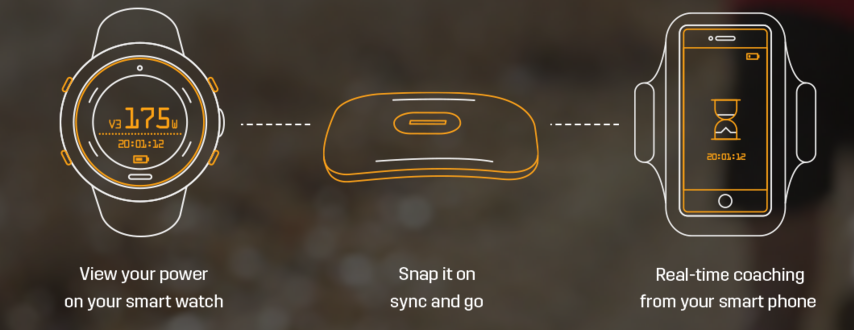 V3 175W
20:01:12
20:01:12
View your power
on your smart watch
Snap it on
sync and go
Real-time coaching
from your smart phone